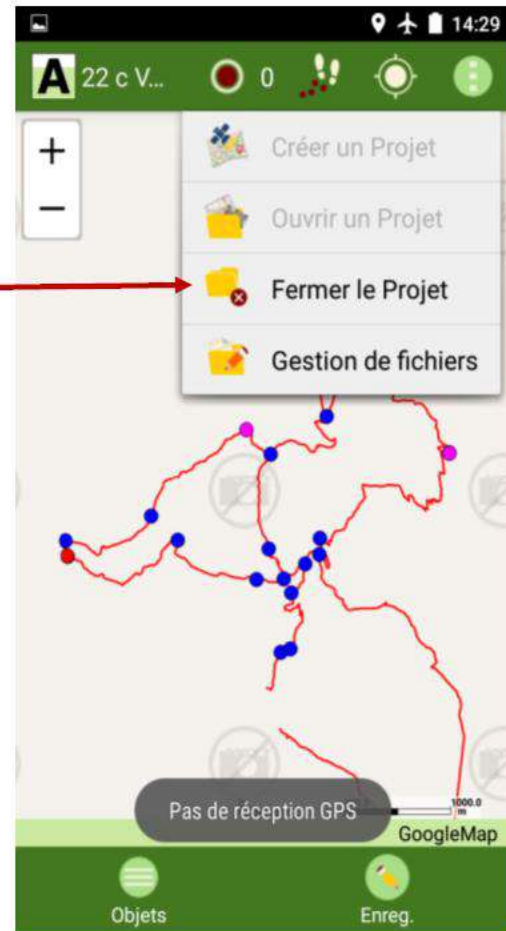 14:29
A 22 c V... 0
+
−
Créer un Projet
Ouvrir un Projet
Fermer le Projet
Gestion de fichiers
Pas de réception GPS
1000.0
m
GoogleMap
Objets
Enreg.